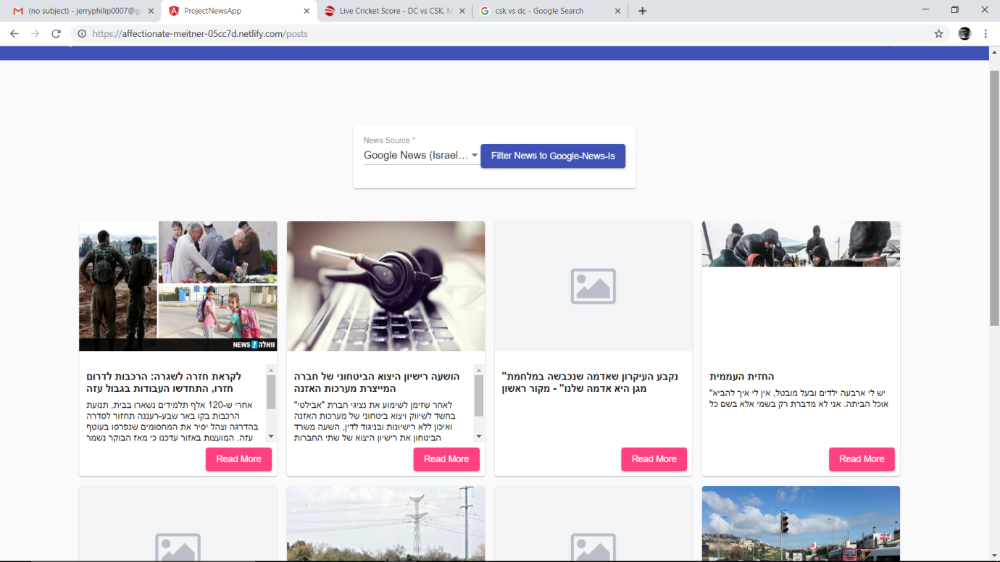 (no subject) - jerryphilip0007@g
ProjectNewsApp
Live Cricket Score - DC vs CSK, M
csk vs dc - Google Search
https://affectionate-meitner-05cc7d.netlify.com/posts
News Source *
Google News (Israel...
Filter News to Google-News-Is
NEWS וואלה!
לקראת חזרה לשגרה: הרכבות לדרום
חזרו, התחדשו העבודות בגבול עזה
אחרי ש-120 אלף תלמידים נשארו בבית, תנועת
הרכבות בקו באר שבע-רעננה תחזור לסדרה
בהדרגה וצהל יסיר את המחסומים שנפרסו בעוטף
עזה. המועצות באזור עדכנו כי מאז הבוקר נשמר
Read More
הושעה רישיון היצוא הביטחוני של חברה
המייצרת מערכות האזנה
לאחר שזימן לשימוע את נציגי חברת "אבילטי"
בחשד לשיווק ויצוא ביטחוני של מערכות האזנה
ואיכון ללא רישיונות ובניגוד לדין, השעה משרד
הביטחון את רישיון היצוא של שתי החברות
Read More
נקבע העיקרון שאדמה שנכבשה במלחמת"
מגן היא אדמה שלנו" - מקור ראשון
Read More
החזית העממית
"יש לי ארבעה ילדים ובעל מובטל, אין לי איך להביא
אוכל הביתה. אני לא מדברת רק בשמי אלא בשם כל
Read More